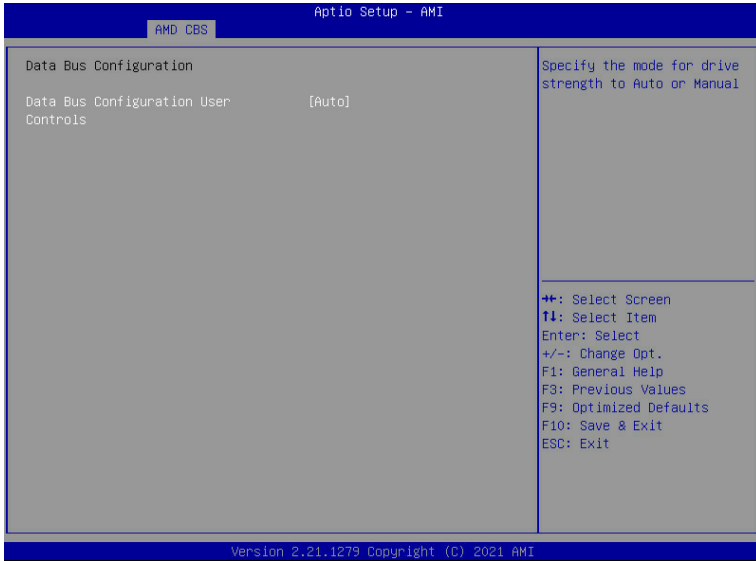 Aptio Setup – AMI
AMD CBS
Data Bus Configuration
Data Bus Configuration User [Auto]
Controls
Specify the mode for drive
strength to Auto or Manual
→←: Select Screen
↑↓: Select Item
Enter: Select
+/-: Change Opt.
F1: General Help
F3: Previous Values
F9: Optimized Defaults
F10: Save & Exit
ESC: Exit
Version 2.21.1279 Copyright (C) 2021 AMI